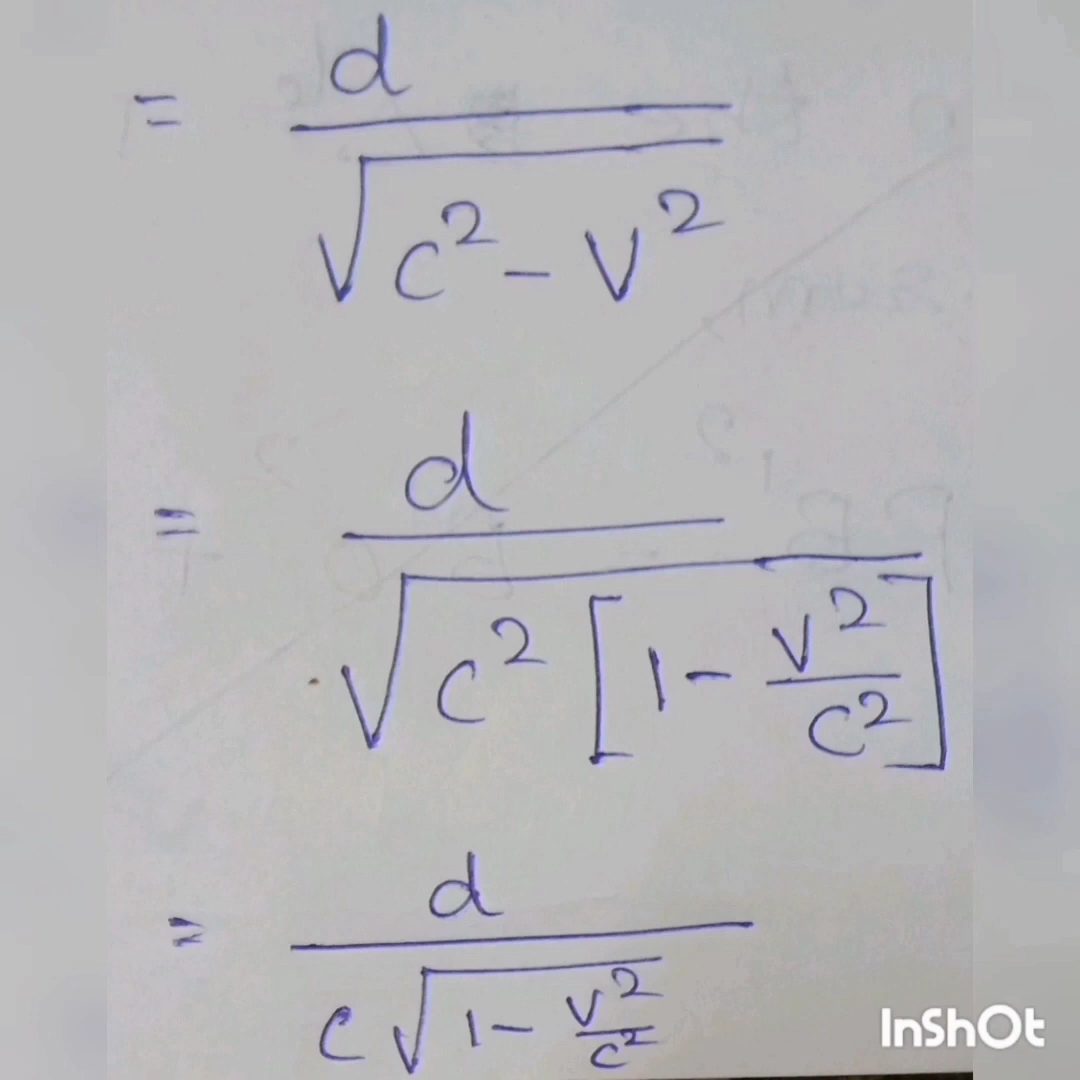 = d / √(c² - v²)
= d / √(c² [1 - v²/c²])
= d / c √(1 - v²/c²)
InShOt